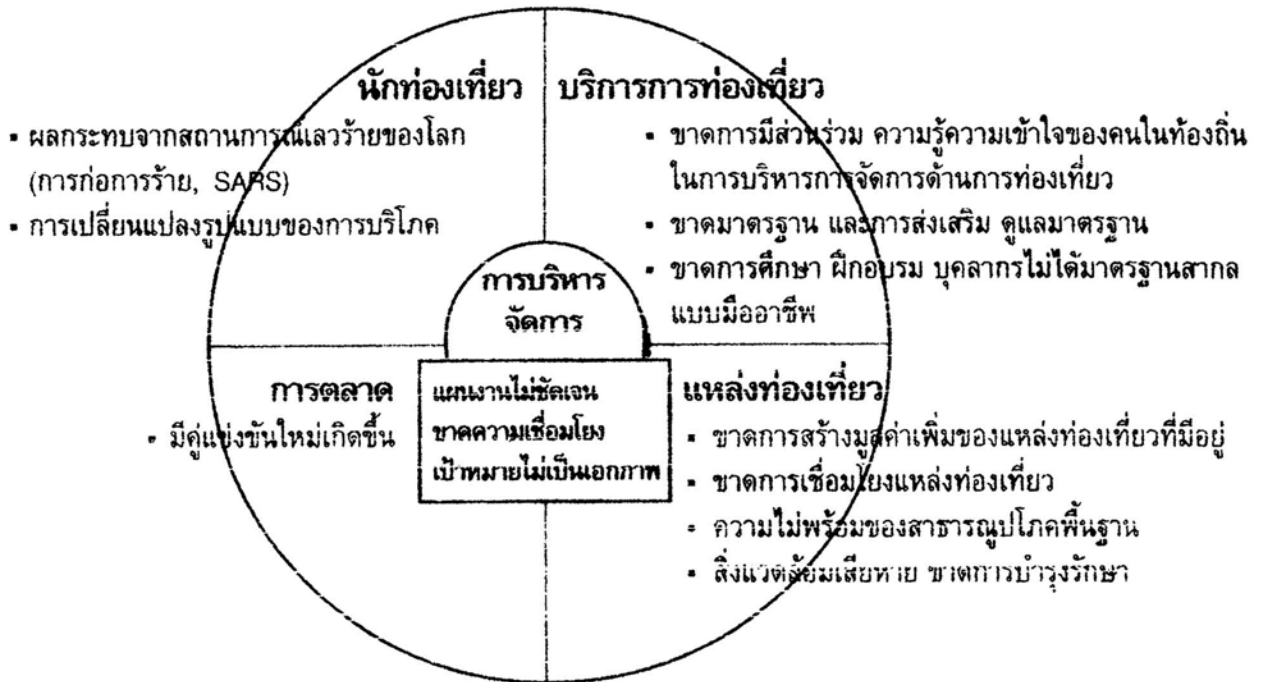 นักท่องเที่ยว
▪ ผลกระทบจากสถานการณ์เลวร้ายของโลก
(การก่อการร้าย, SARS)
▪ การเปลี่ยนแปลงรูปแบบของการบริโภค
บริการการท่องเที่ยว
▪ ขาดการมีส่วนร่วม ความรู้ความเข้าใจของคนในท้องถิ่น
ในการบริหารการจัดการด้านการท่องเที่ยว
▪ ขาดมาตรฐาน และการส่งเสริม ดูแลมาตรฐาน
▪ ขาดการศึกษา ฝึกอบรม บุคลากรไม่ได้มาตรฐานสากล
แบบมืออาชีพ
การบริหาร
จัดการ
แผนงานไม่ชัดเจน
ขาดความเชื่อมโยง
เป้าหมายไม่เป็นเอกภาพ
การตลาด
▪ มีคู่แข่งขันใหม่เกิดขึ้น
แหล่งท่องเที่ยว
▪ ขาดการสร้างมูลค่าเพิ่มของแหล่งท่องเที่ยวที่มีอยู่
▪ ขาดการเชื่อมโยงแหล่งท่องเที่ยว
▪ ความไม่พร้อมของสาธารณูปโภคพื้นฐาน
▪ สิ่งแวดล้อมเสียหาย ขาดการบำรุงรักษา